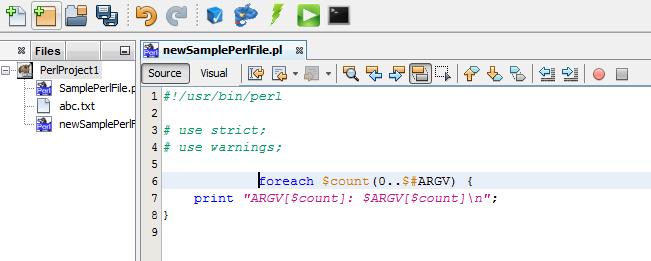 Files
newSamplePerlFile.pl
PerlProject1
SamplePerlFile.p
abc.txt
newSamplePerlF
Source Visual
1 #!/usr/bin/perl
2
3 # use strict;
4 # use warnings;
5
6 foreach $count(0..$#ARGV) {
7 print "ARGV[$count]: $ARGV[$count]\n";
8 }
9